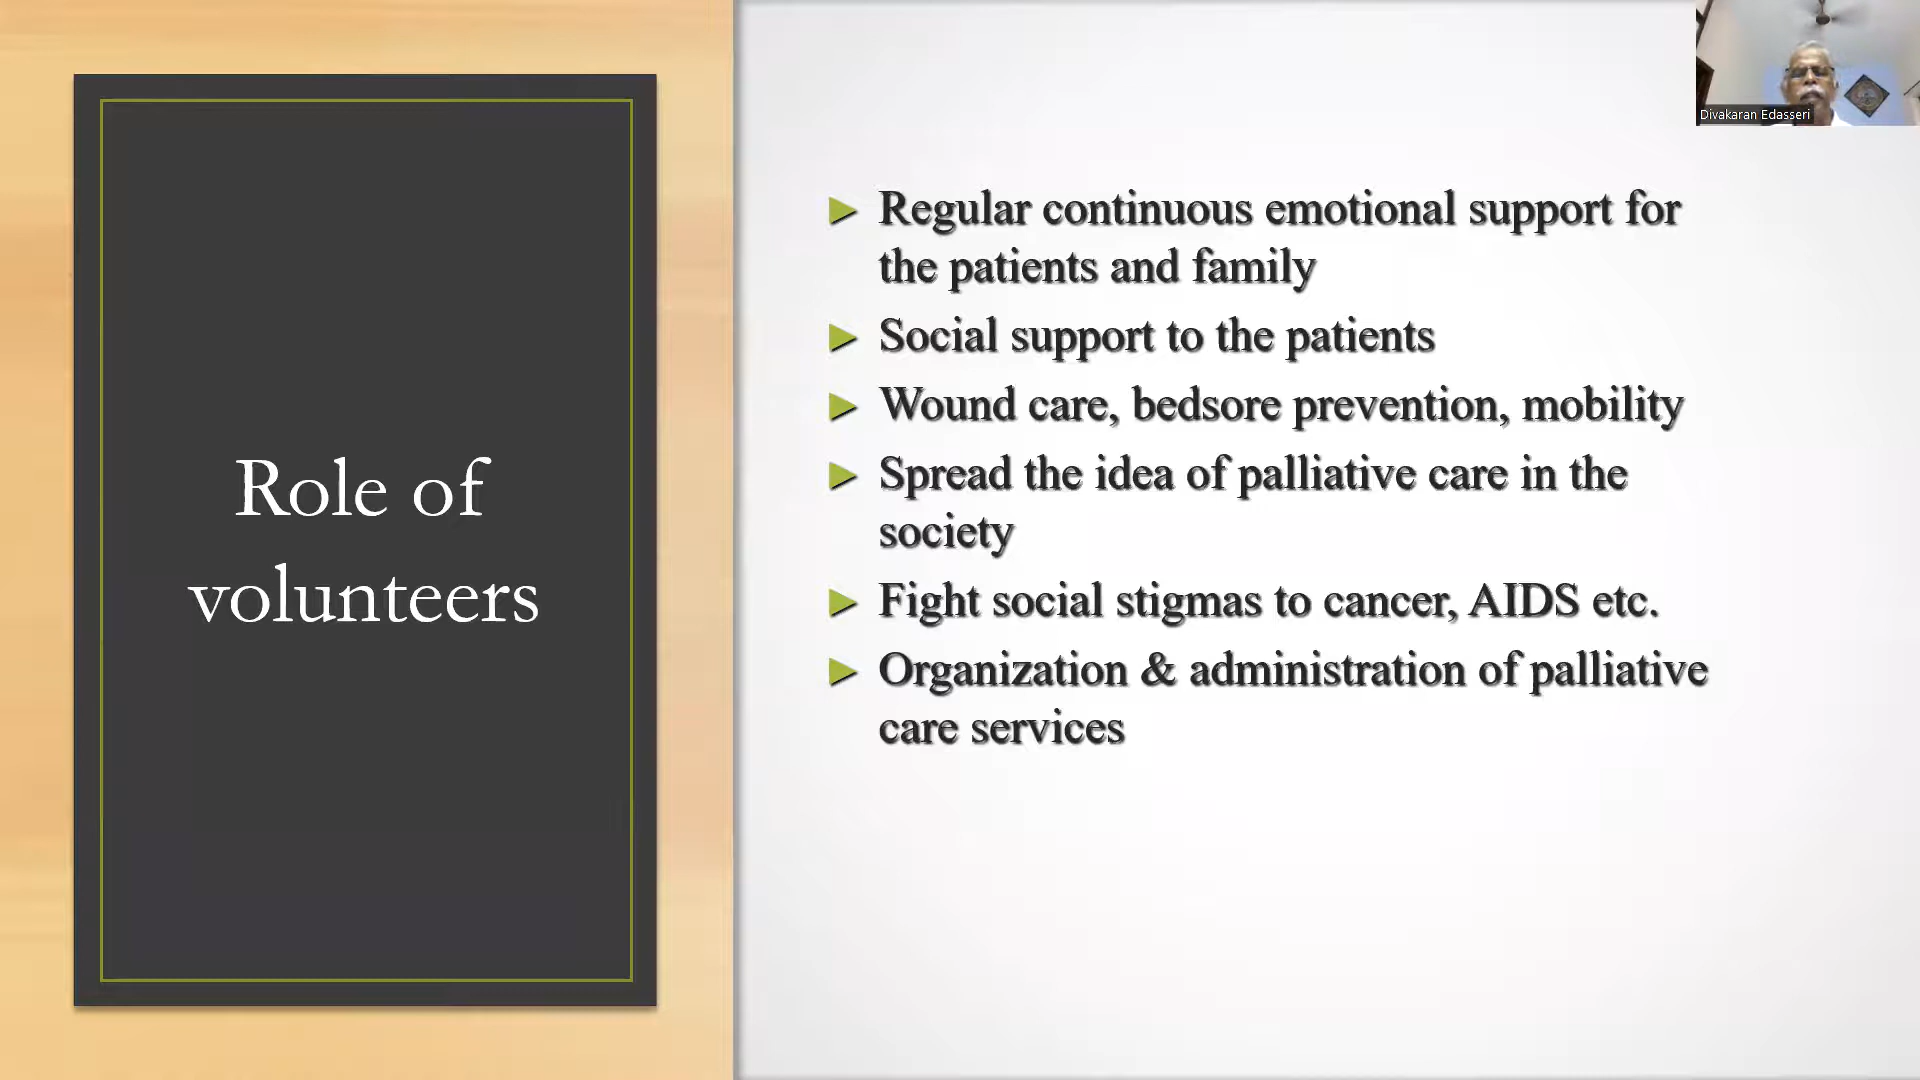 Role of
volunteers
Regular continuous emotional support for
the patients and family
Social support to the patients
Wound care, bedsore prevention, mobility
Spread the idea of palliative care in the
society
Fight social stigmas to cancer, AIDS etc.
Organization & administration of palliative
care services
Divakaran Edasseri